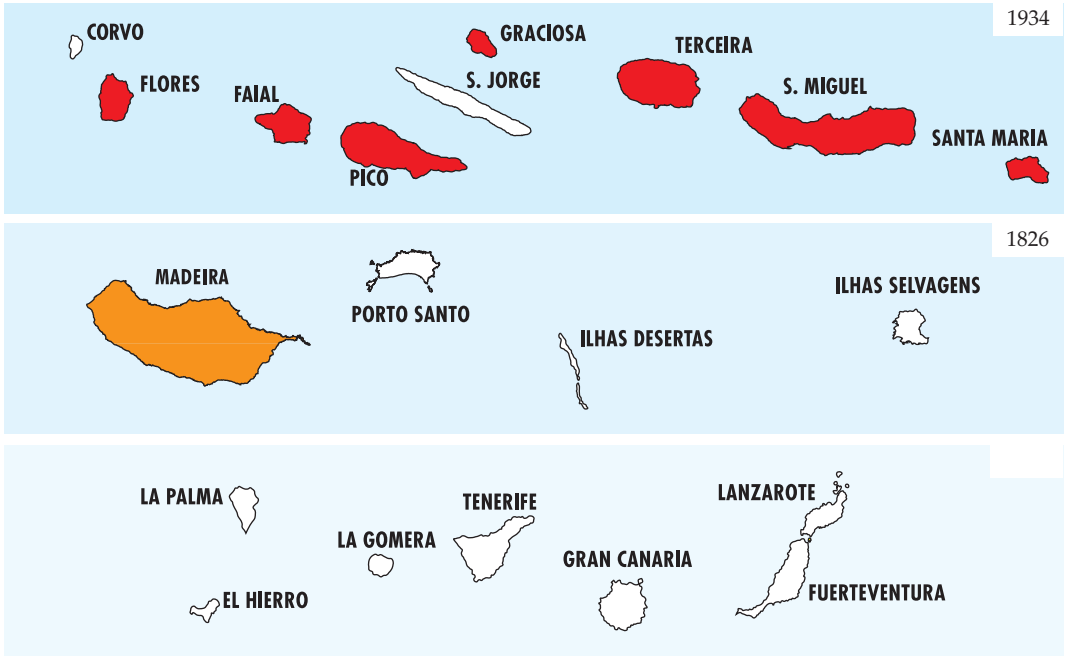 1934
CORVO
GRACIOSA
TERCEIRA
FLORES
S. JORGE
FAIAL
S. MIGUEL
SANTA MARIA
PICO
1826
MADEIRA
ILHAS SELVAGENS
PORTO SANTO
ILHAS DESERTAS
LA PALMA
TENERIFE
LANZAROTE
LA GOMERA
GRAN CANARIA
EL HIERRO
FUERTEVENTURA